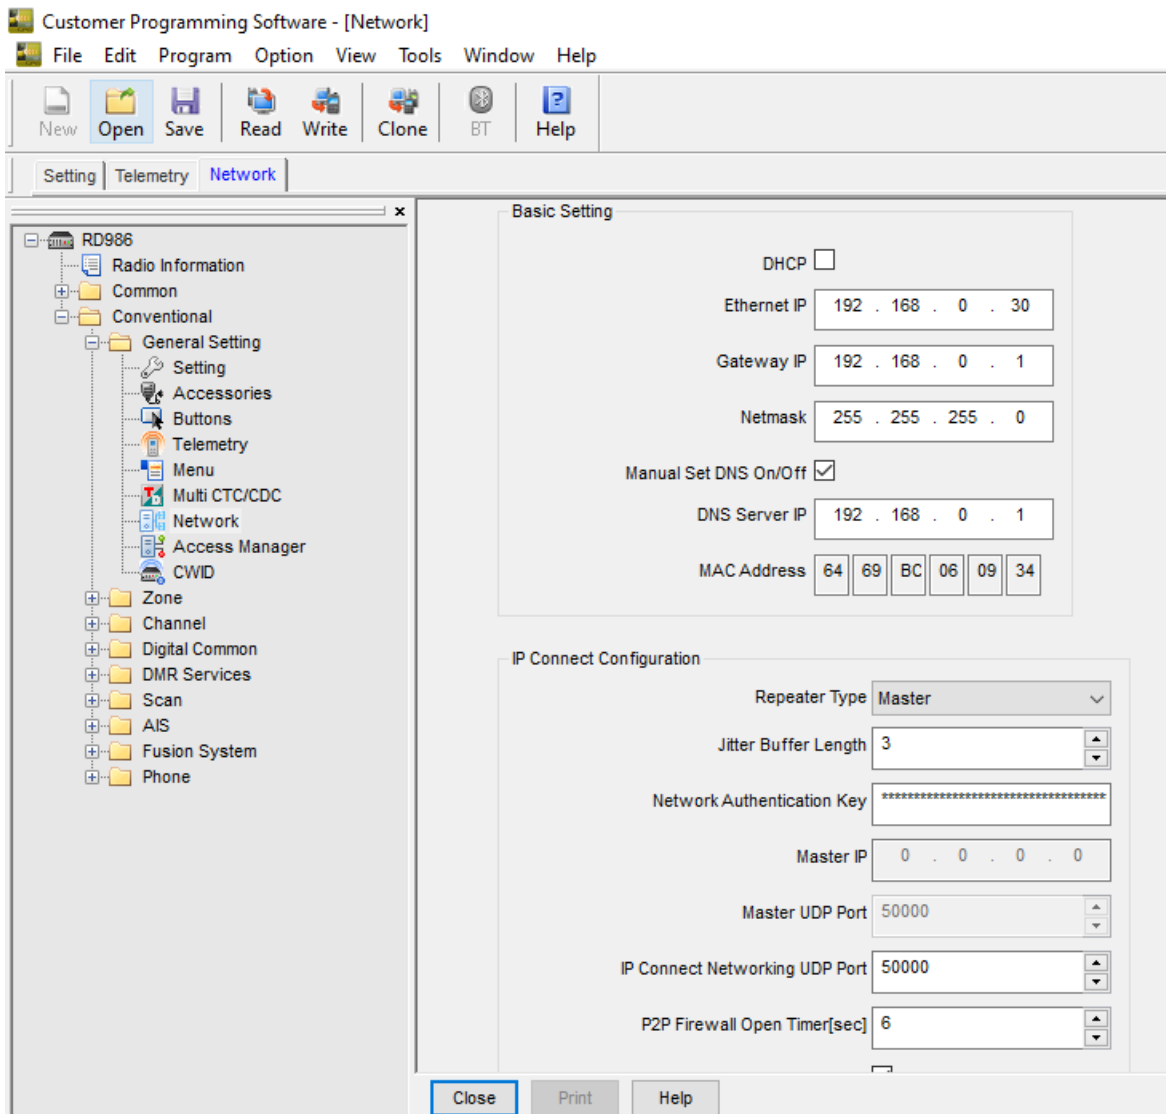 Customer Programming Software - [Network]
File Edit Program Option View Tools Window Help
New Open Save Read Write Clone BT Help
Setting Telemetry Network
RD986
Radio Information
Common
Conventional
General Setting
Setting
Accessories
Buttons
Telemetry
Menu
Multi CTC/CDC
Network
Access Manager
CWID
Zone
Channel
Digital Common
DMR Services
Scan
AIS
Fusion System
Phone
Basic Setting
DHCP
Ethernet IP 192 . 168 . 0 . 30
Gateway IP 192 . 168 . 0 . 1
Netmask 255 . 255 . 255 . 0
Manual Set DNS On/Off
DNS Server IP 192 . 168 . 0 . 1
MAC Address 64 69 BC 06 09 34
IP Connect Configuration
Repeater Type Master
Jitter Buffer Length 3
Network Authentication Key ***********************************
Master IP 0 . 0 . 0 . 0
Master UDP Port 50000
IP Connect Networking UDP Port 50000
P2P Firewall Open Timer[sec] 6
Close Print Help